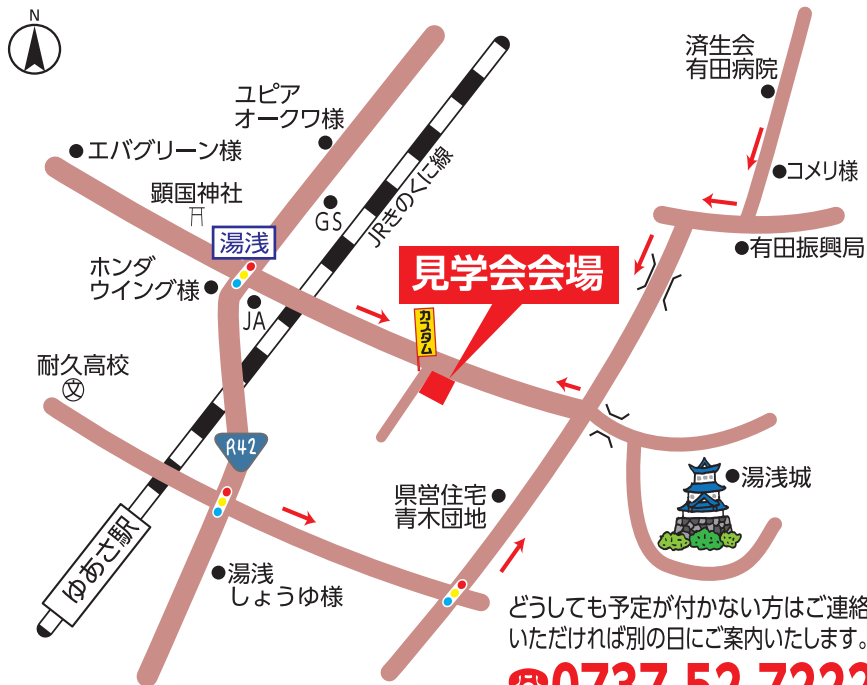 N
済生会
有田病院
ユピア
オークワ様
エバグリーン様
コメリ様
顕国神社
GS
JRきのくに線
湯浅
有田振興局
ホンダ
ウイング様
見学会会場
JA
カスタム
耐久高校
文
R42
県営住宅
青木団地
湯浅城
ゆあさ駅
湯浅
しょうゆ様
どうしても予定が付かない方はご連絡
いただければ別の日にご案内いたします。
☎0737-52-7222